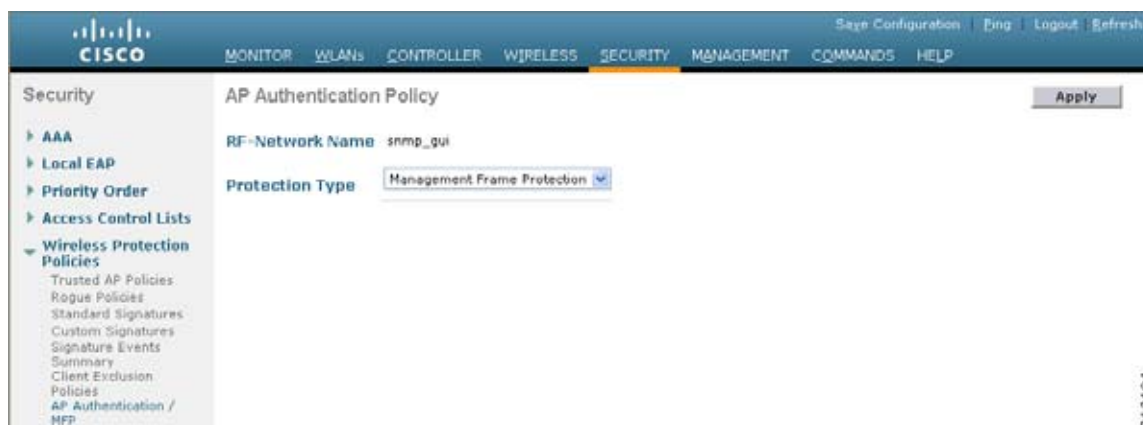 Save Configuration Ping Logout Refresh
CISCO
MONITOR WLANs CONTROLLER WIRELESS SECURITY MANAGEMENT COMMANDS HELP
Security
AAA
Local EAP
Priority Order
Access Control Lists
Wireless Protection
Policies
Trusted AP Policies
Rogue Policies
Standard Signatures
Custom Signatures
Signature Events
Summary
Client Exclusion
Policies
AP Authentication /
MFP
AP Authentication Policy
Apply
RF-Network Name snmp_gui
Protection Type Management Frame Protection